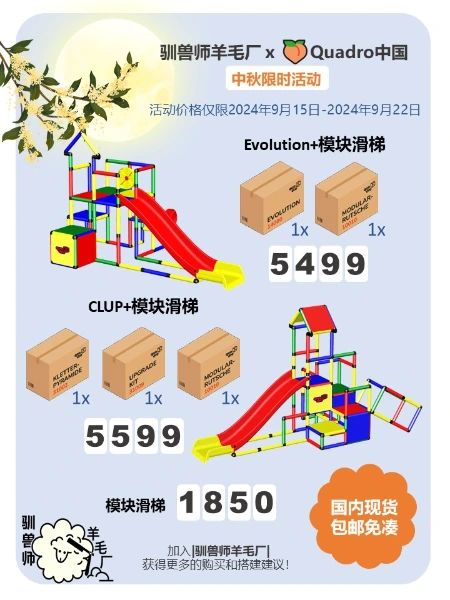 驯兽师羊毛厂 x 🍑Quadro中国
中秋限时活动
活动价格仅限2024年9月15日-2024年9月22日
Evolution+模块滑梯
EVOLUTION
1x
MODULAR-
RUTSCHE
10010
1x
5499
CLUP+模块滑梯
KLETTER-
PYRAMIDE
1x
UPGRADE
KIT
1x
MODULAR-
RUTSCHE
10010
1x
5599
模块滑梯 1850
国内现货
包邮免凑
驯兽师
羊毛厂
加入|驯兽师羊毛厂|
获得更多的购买和搭建建议!